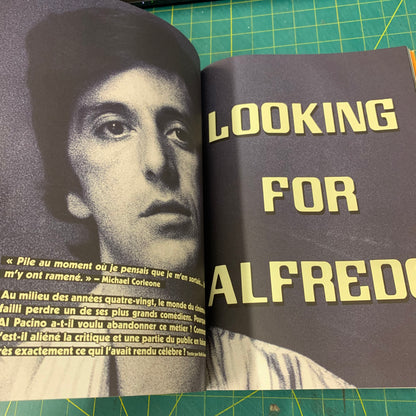 « Pile au moment où je pensais que je m'en
m'y ont ramené. » – Michael Corleone
Au milieu des années quatre-vingt, le monde du
failli perdre un de ses plus grands comédiens.
Al Pacino a-t-il voulu abandonner ce métier ?
s'est-il aliéné la critique et une partie du public en
très exactement ce qui l'avait rendu célèbre !
LOOKING
FOR
ALFREDO